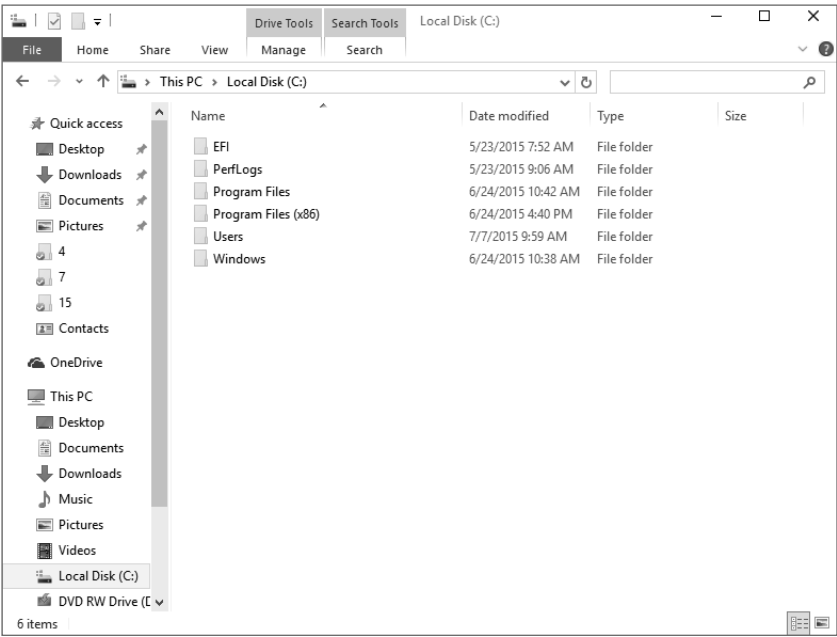 Drive Tools Search Tools Local Disk (C:)
File Home Share View Manage Search
This PC > Local Disk (C:)
Quick access
Desktop
Downloads
Documents
Pictures
4
7
15
Contacts
OneDrive
This PC
Desktop
Documents
Downloads
Music
Pictures
Videos
Local Disk (C:)
DVD RW Drive (
Name Date modified Type Size
EFI 5/23/2015 7:52 AM File folder
PerfLogs 5/23/2015 9:06 AM File folder
Program Files 6/24/2015 10:42 AM File folder
Program Files (x86) 6/24/2015 4:40 PM File folder
Users 7/7/2015 9:59 AM File folder
Windows 6/24/2015 10:38 AM File folder
6 items